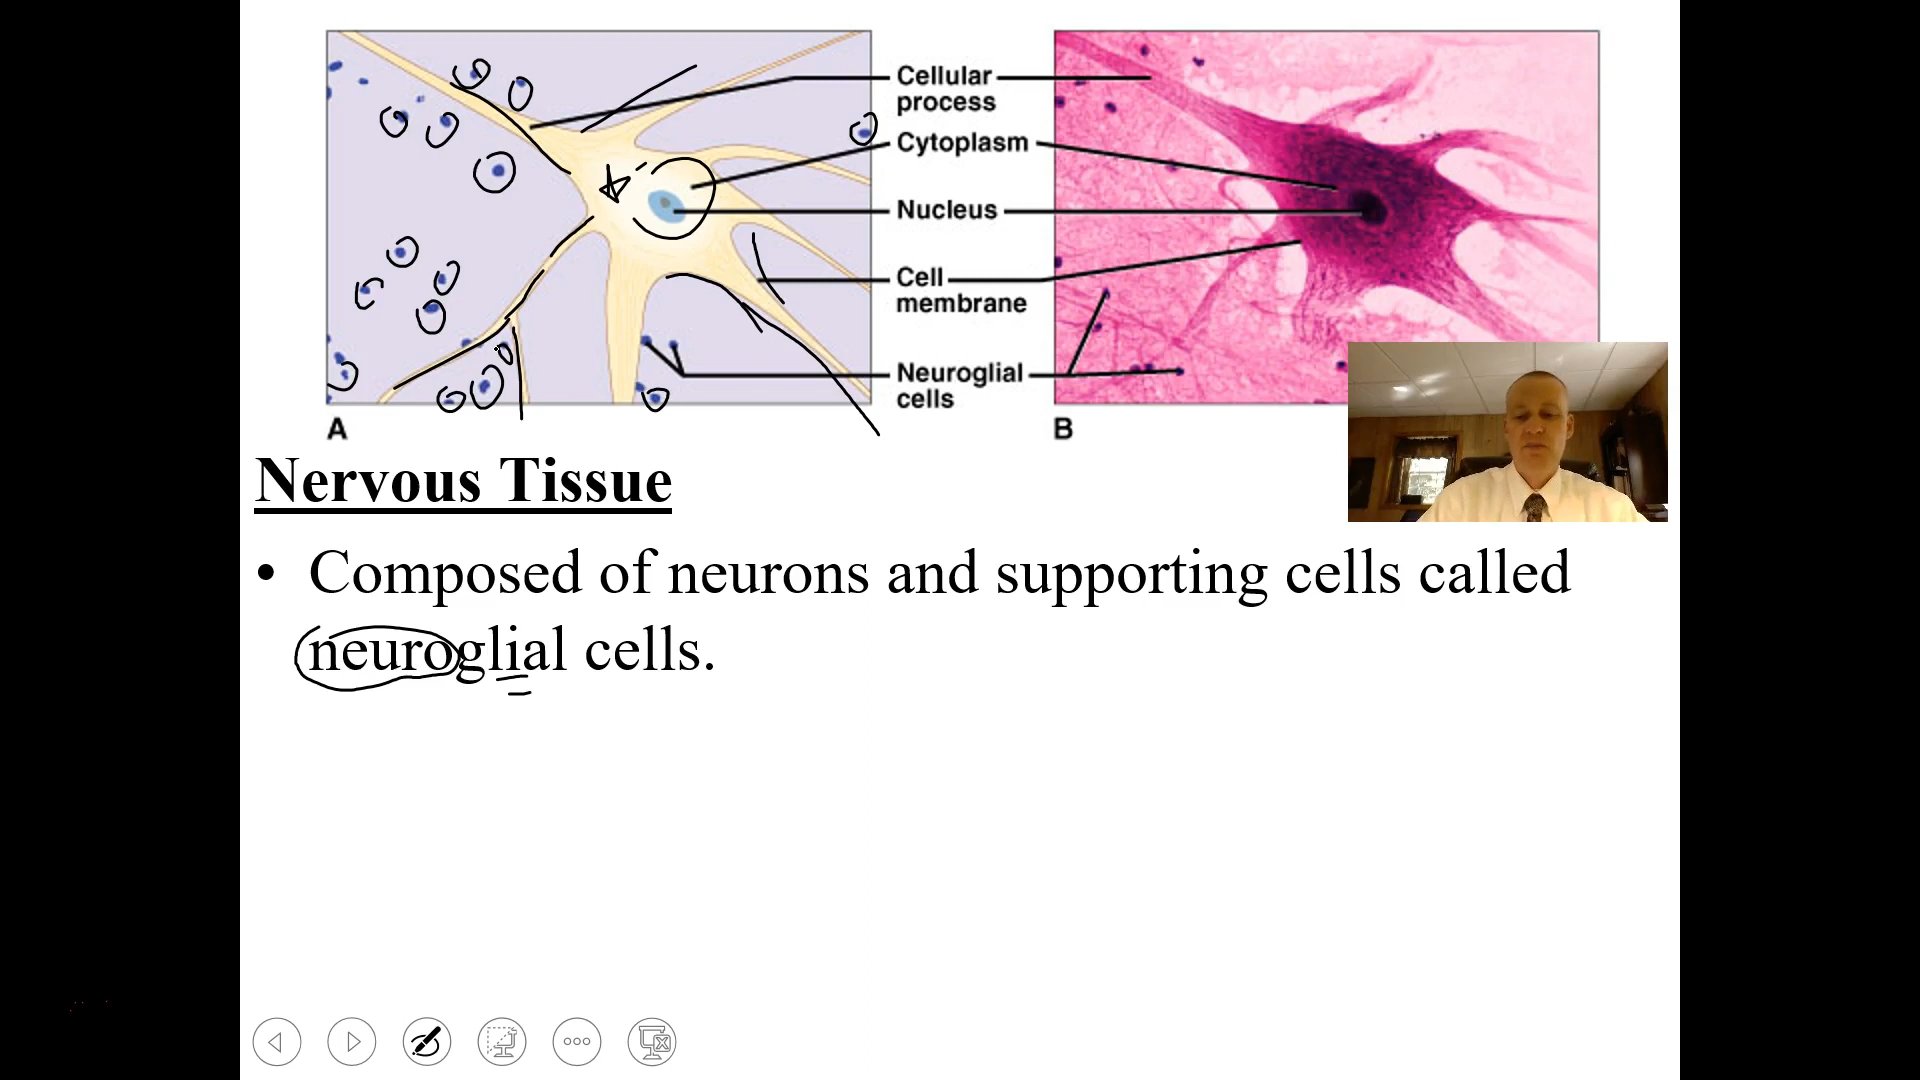 Cellular
process
Cytoplasm
Nucleus
Cell
membrane
Neuroglial
cells
A
B
Nervous Tissue
• Composed of neurons and supporting cells called
neuroglial cells.